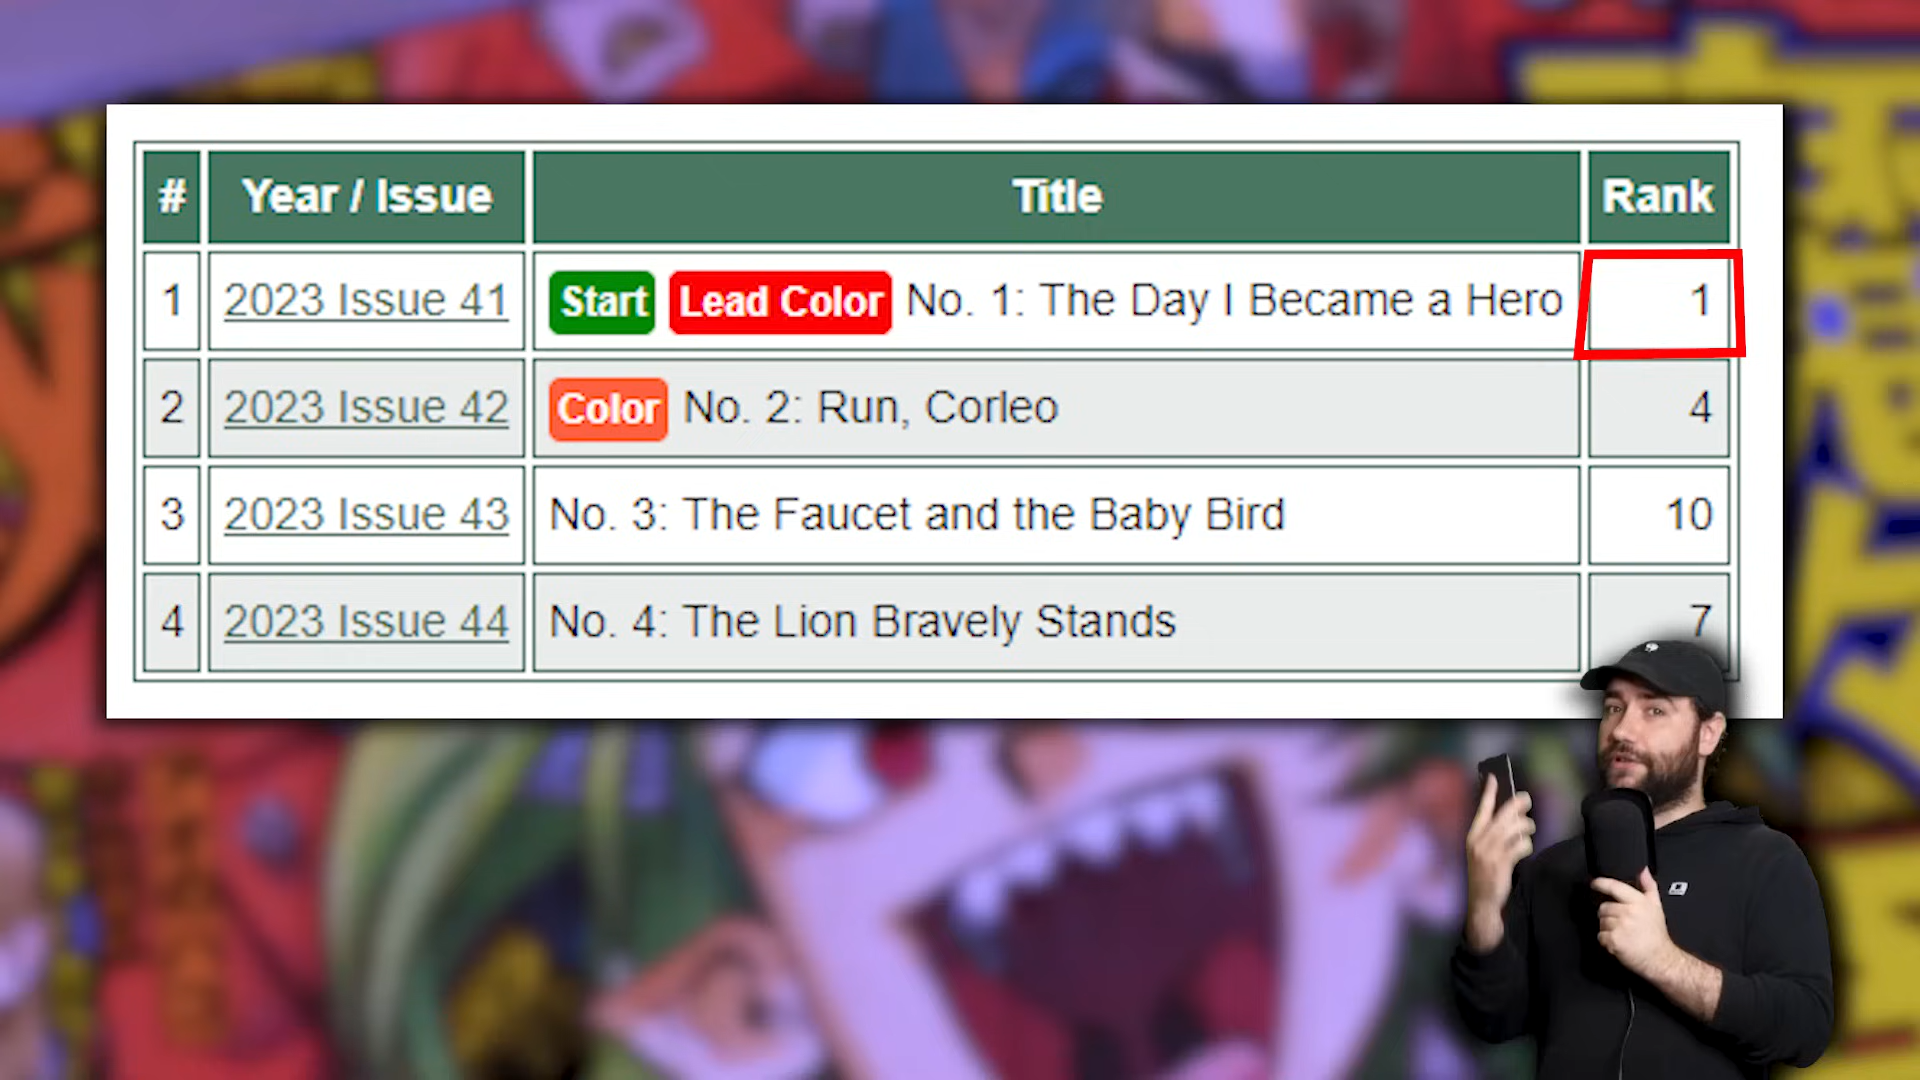 # Year / Issue Title Rank
1 2023 Issue 41 Start Lead Color No. 1: The Day I Became a Hero 1
2 2023 Issue 42 Color No. 2: Run, Corleo 4
3 2023 Issue 43 No. 3: The Faucet and the Baby Bird 10
4 2023 Issue 44 No. 4: The Lion Bravely Stands 7